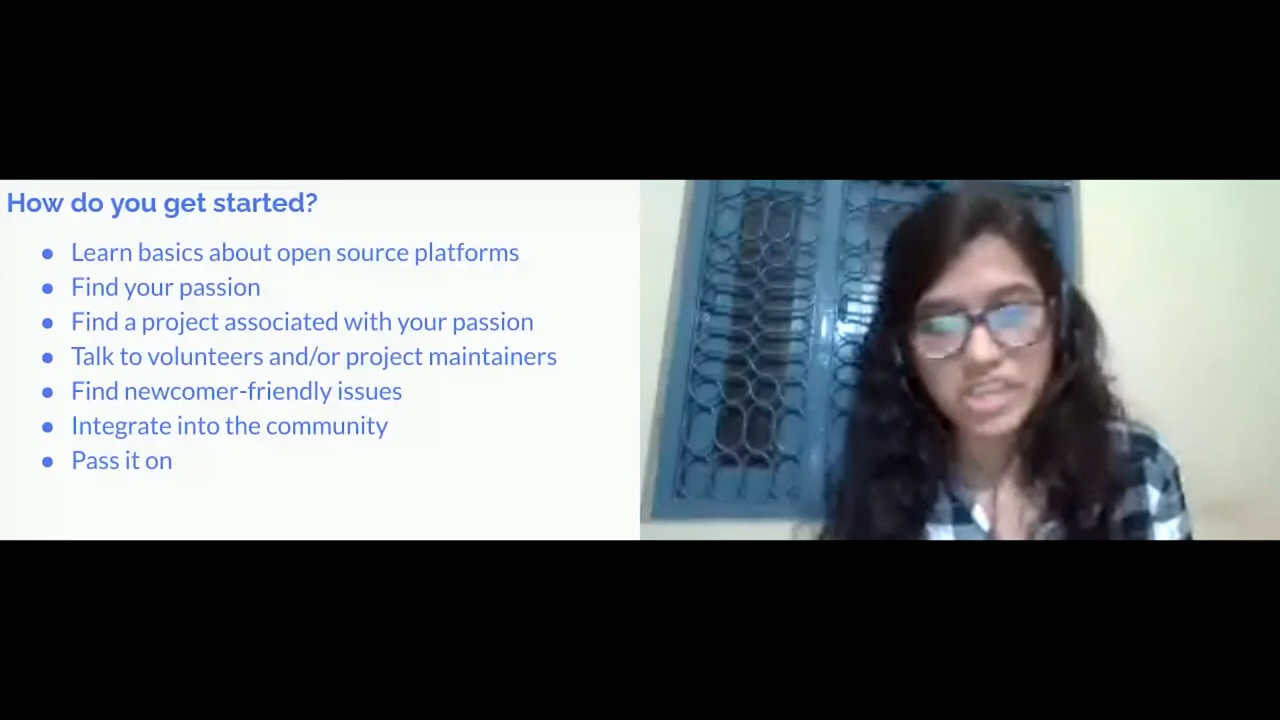 How do you get started?
● Learn basics about open source platforms
● Find your passion
● Find a project associated with your passion
● Talk to volunteers and/or project maintainers
● Find newcomer-friendly issues
● Integrate into the community
● Pass it on